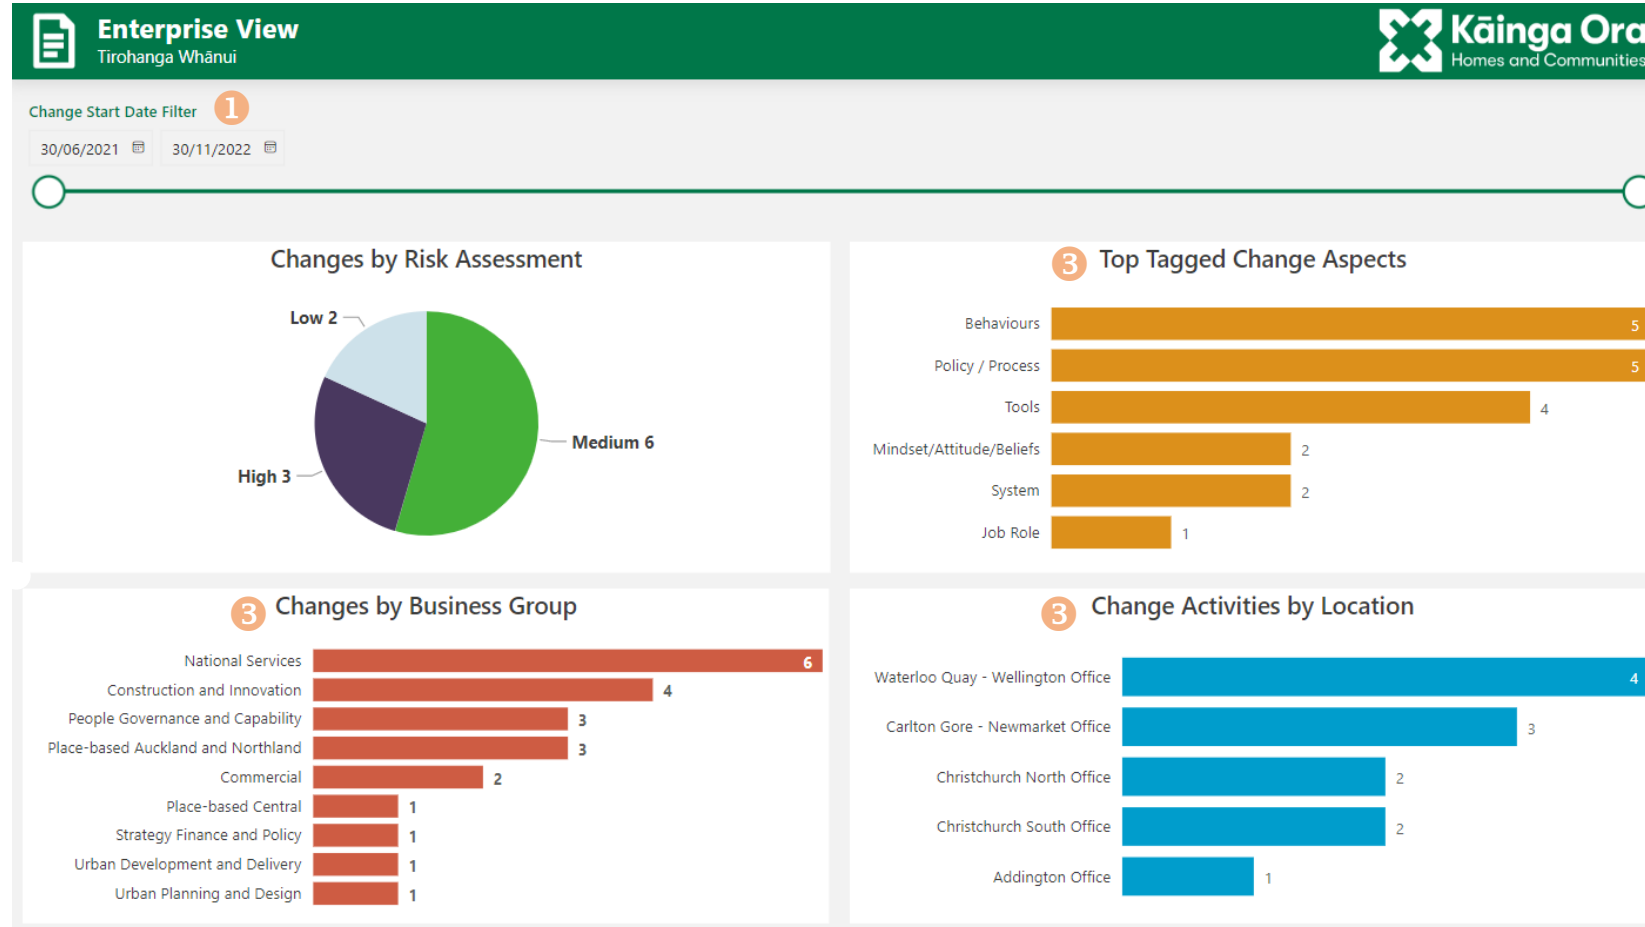 Enterprise View
Tirohanga Whānui
Kāinga Ora
Homes and Communities
Change Start Date Filter 1
30/06/2021 30/11/2022
Changes by Risk Assessment
Low 2
Medium 6
High 3
3 Top Tagged Change Aspects
Behaviours 5
Policy / Process 5
Tools 4
Mindset/Attitude/Beliefs 2
System 2
Job Role 1
3 Changes by Business Group
National Services 6
Construction and Innovation 4
People Governance and Capability 3
Place-based Auckland and Northland 3
Commercial 2
Place-based Central 1
Strategy Finance and Policy 1
Urban Development and Delivery 1
Urban Planning and Design 1
3 Change Activities by Location
Waterloo Quay - Wellington Office 4
Carlton Gore - Newmarket Office 3
Christchurch North Office 2
Christchurch South Office 2
Addington Office 1